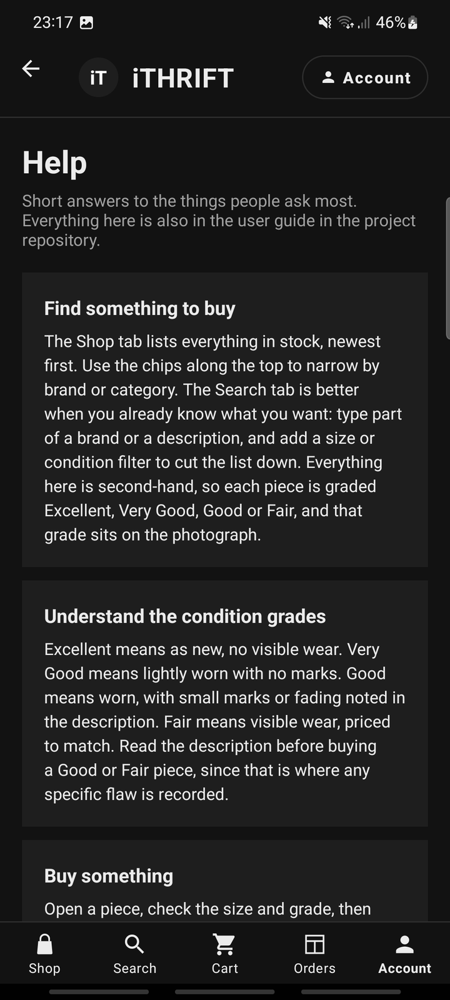 23:17
46%
iT
iTHRIFT
Account
Help
Short answers to the things people ask most.
Everything here is also in the user guide in the project
repository.
Find something to buy
The Shop tab lists everything in stock, newest
first. Use the chips along the top to narrow by
brand or category. The Search tab is better
when you already know what you want: type part
of a brand or a description, and add a size or
condition filter to cut the list down. Everything
here is second-hand, so each piece is graded
Excellent, Very Good, Good or Fair, and that
grade sits on the photograph.
Understand the condition grades
Excellent means as new, no visible wear. Very
Good means lightly worn with no marks. Good
means worn, with small marks or fading noted in
the description. Fair means visible wear, priced
to match. Read the description before buying
a Good or Fair piece, since that is where any
specific flaw is recorded.
Buy something
Open a piece, check the size and grade, then
Shop
Search
Cart
Orders
Account